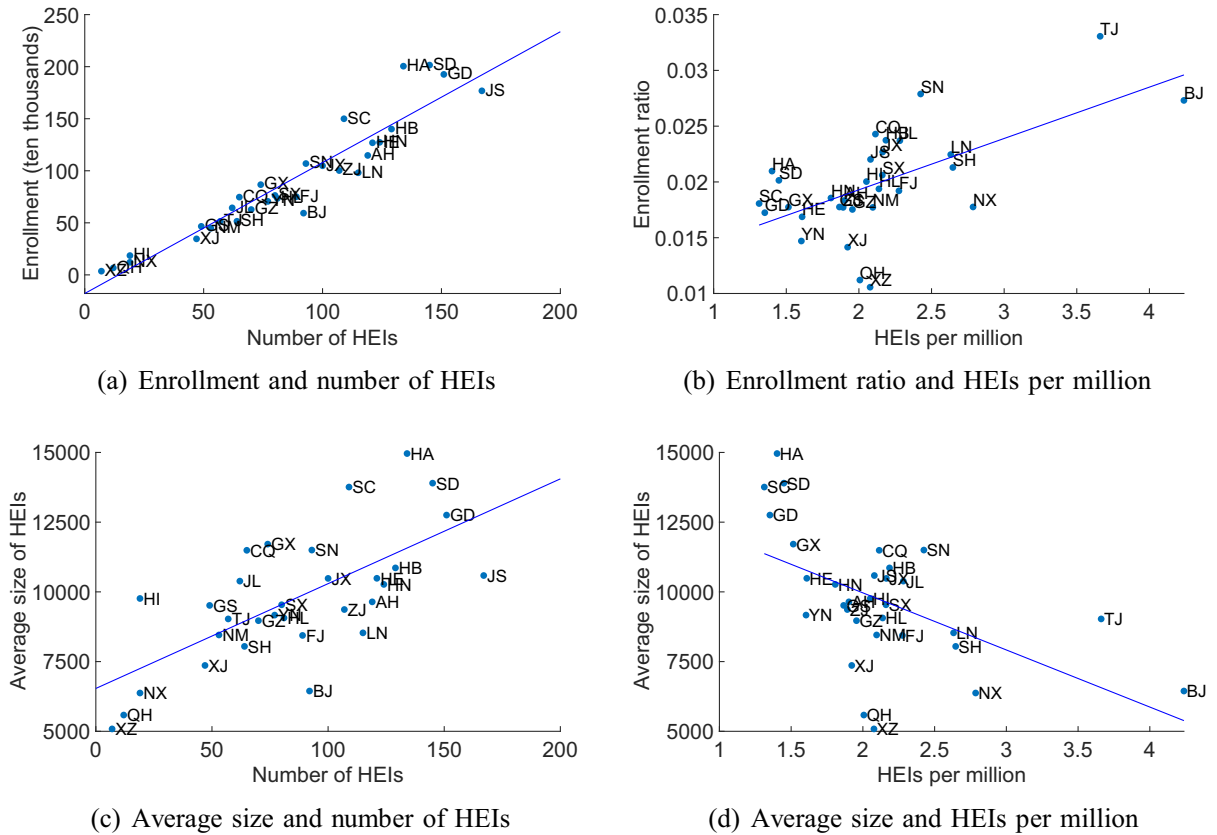 250
200
150
100
50
0
Enrollment (ten thousands)
HA
SD
GD
JS
SC
HB
HN
AH
SN
JX
ZJ
LN
GX
CQ
SX
FJ
JL
GZ
BJ
SH
NM
XJ
HI
NX
XZ
0 50 100 150 200
Number of HEIs
(a) Enrollment and number of HEIs
0.035
0.03
0.025
0.02
0.015
0.01
Enrollment ratio
TJ
BJ
SN
CQ
HB
JL
JX
JS
LN
SH
HA
SD
SX
HI
HL
FJ
SC
GX
HN
GD
HE
NM
NX
YN
XJ
QH
XZ
1 1.5 2 2.5 3 3.5 4
HEIs per million
(b) Enrollment ratio and HEIs per million
15000
12500
10000
7500
5000
Average size of HEIs
HA
SC
SD
GD
GX
CQ
SN
HB
JL
JX
HE
JS
HN
HI
GS
SX
AH
ZJ
TJ
YN
HL
GZ
NM
FJ
LN
SH
XJ
NX
BJ
QH
XZ
0 50 100 150 200
Number of HEIs
(c) Average size and number of HEIs
15000
12500
10000
7500
5000
Average size of HEIs
HA
SC
SD
GD
GX
CQ
SN
HB
HE
JS
JX
JL
HN
AH
HI
SX
GS
ZJ
YN
GZ
HL
TJ
NM
FJ
LN
SH
XJ
NX
BJ
QH
XZ
1 1.5 2 2.5 3 3.5 4
HEIs per million
(d) Average size and HEIs per million